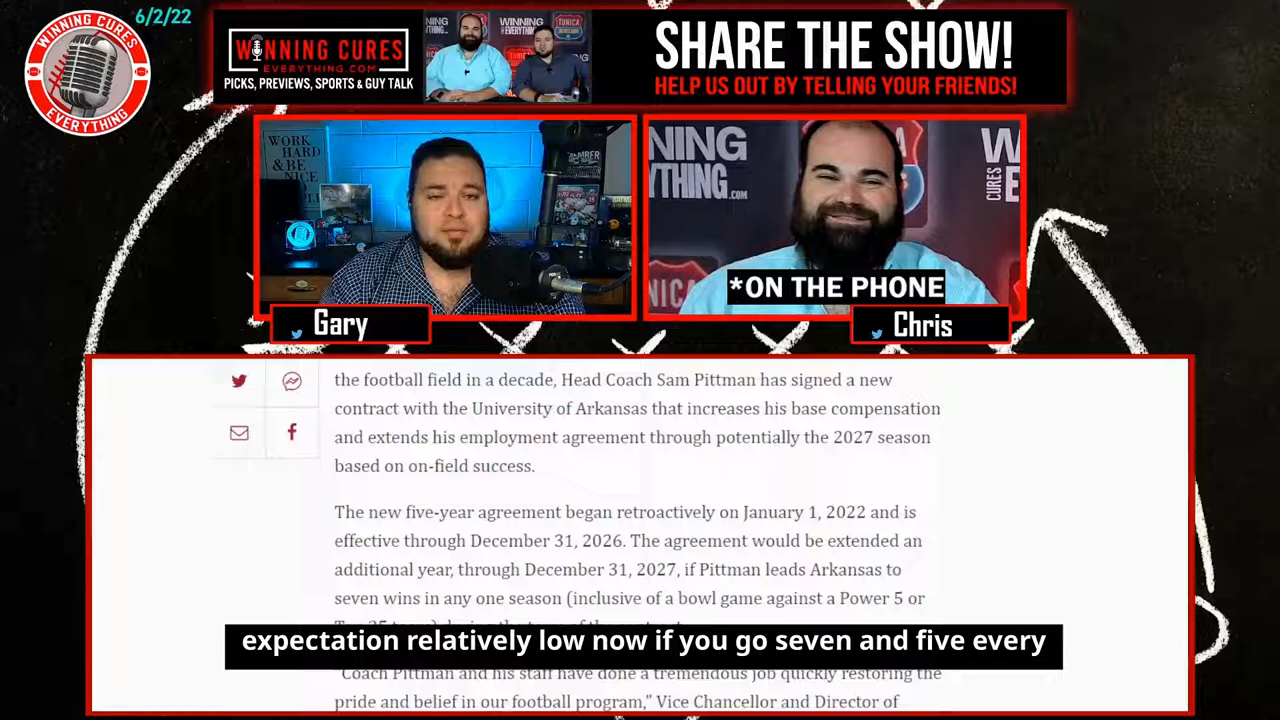 6/2/22
WINNING CURES
EVERYTHING
WINNING CURES
EVERYTHING.COM
PICKS, PREVIEWS, SPORTS & GUY TALK
SHARE THE SHOW!
HELP US OUT BY TELLING YOUR FRIENDS!
WORK
HARD
& BE
NICE
NING
YTHING.COM
W
CURES
E
TUNICA
*ON THE PHONE
Gary
Chris
the football field in a decade, Head Coach Sam Pittman has signed a new
contract with the University of Arkansas that increases his base compensation
and extends his employment agreement through potentially the 2027 season
based on on-field success.
The new five-year agreement began retroactively on January 1, 2022 and is
effective through December 31, 2026. The agreement would be extended an
additional year, through December 31, 2027, if Pittman leads Arkansas to
seven wins in any one season (inclusive of a bowl game against a Power 5 or
expectation relatively low now if you go seven and five every
"Coach Pittman and his staff have done a tremendous job quickly restoring the
pride and belief in our football program," Vice Chancellor and Director of